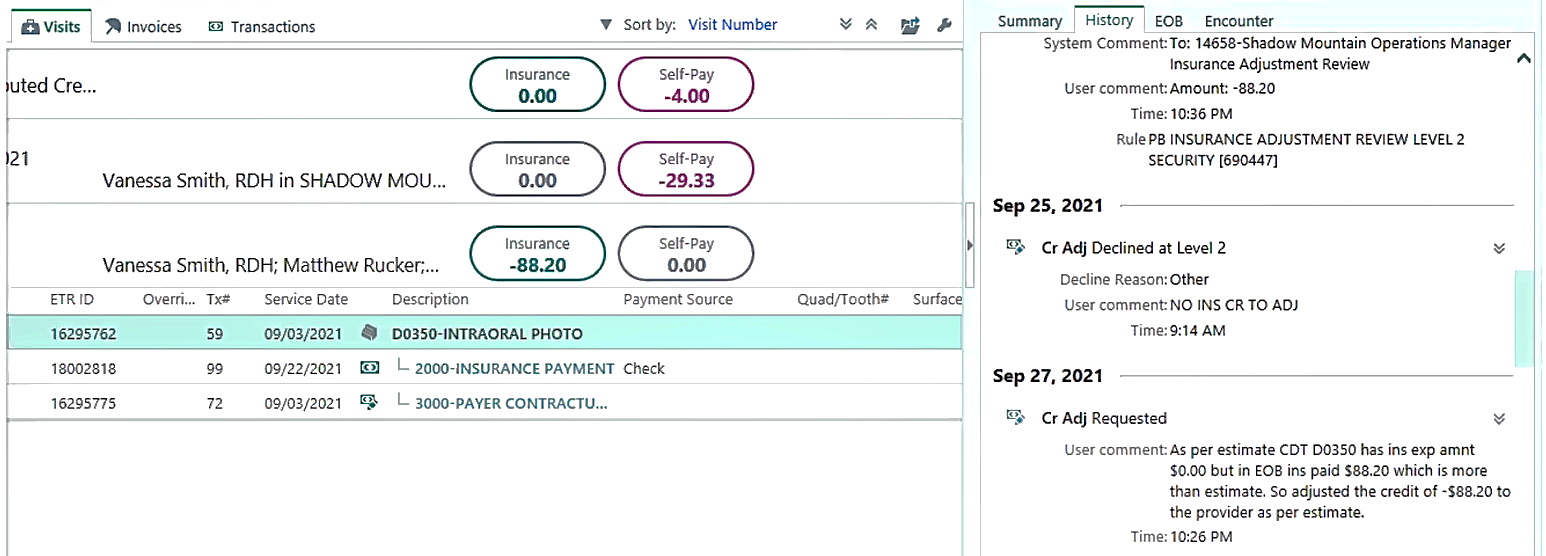 Visits Invoices Transactions Sort by: Visit Number
...
Insurance Self-Pay
0.00 -4.00
Insurance Self-Pay
Vanessa Smith, RDH in SHADOW MOU... 0.00 -29.33
Insurance Self-Pay
Vanessa Smith, RDH; Matthew Rucker;... -88.20 0.00
ETR ID Overri... Tx# Service Date Description Payment Source Quad/Tooth# Surface
16295762 59 09/03/2021 D0350-INTRAORAL PHOTO
18002818 99 09/22/2021 2000-INSURANCE PAYMENT Check
16295775 72 09/03/2021 3000-PAYER CONTRACTU...
Summary History EOB Encounter
System Comment: To: 14658-Shadow Mountain Operations Manager
Insurance Adjustment Review
User comment: Amount: -88.20
Time: 10:36 PM
Rule PB INSURANCE ADJUSTMENT REVIEW LEVEL 2
SECURITY [690447]
Sep 25, 2021
Cr Adj Declined at Level 2
Decline Reason: Other
User comment: NO INS CR TO ADJ
Time: 9:14 AM
Sep 27, 2021
Cr Adj Requested
User comment: As per estimate CDT D0350 has ins exp amnt
$0.00 but in EOB ins paid $88.20 which is more
than estimate. So adjusted the credit of -$88.20 to
the provider as per estimate.
Time: 10:26 PM